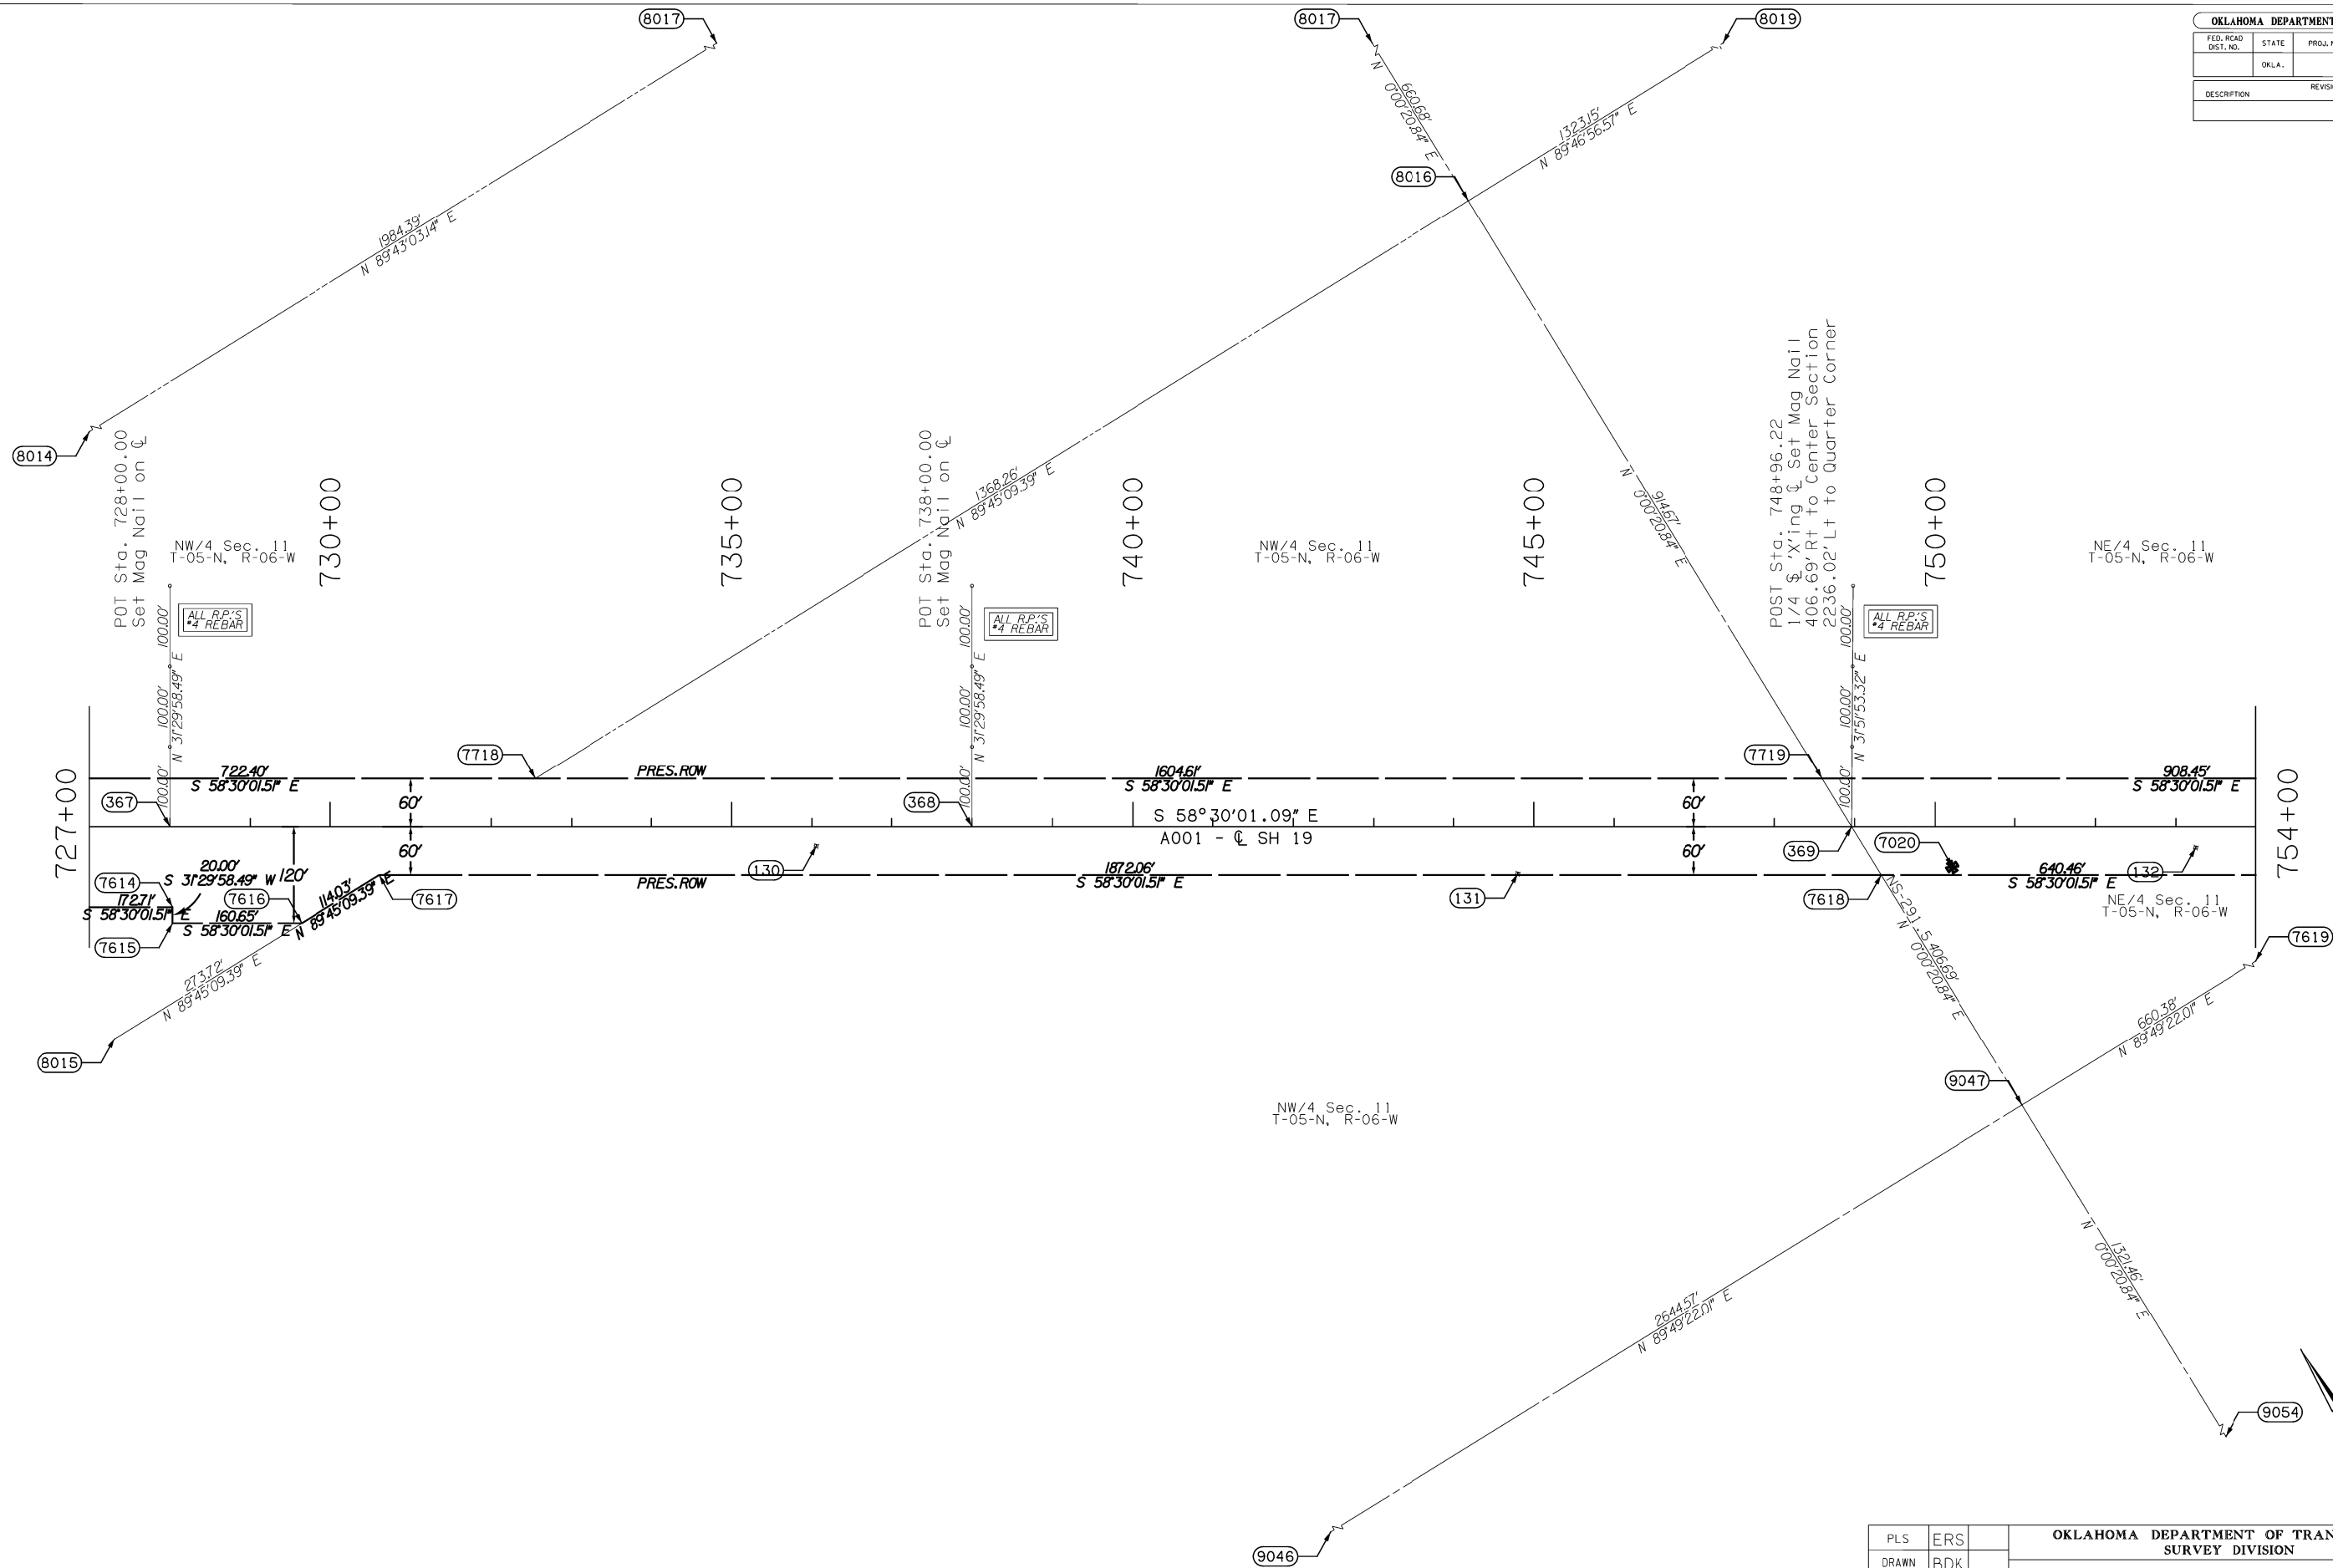 8017
8017
8019
OKLAHOMA DEPARTMENT
FED. ROAD
DIST. NO.
STATE
PROJ.
OKLA.
DESCRIPTION
660.68'
N 0°00'20.84" E
1323.15'
N 89°46'56.57" E
8016
1984.39'
N 89°43'03.14" E
8014
POT Sta. 728+00.00
Set Mag Nail on ℄
NW/4 Sec. 11
T-05-N, R-06-W
730+00
735+00
POT Sta. 738+00.00
Set Mag Nail on ℄
1368.26'
N 89°45'09.39" E
740+00
NW/4 Sec. 11
T-05-N, R-06-W
745+00
914.67'
N 0°00'20.84" E
POST Sta. 748+96.22
1/4 $ 'X'ing ℄ Set Mag Nail
406.69' Rt to Center Section
2236.02' Lt to Quarter Corner
750+00
NE/4 Sec. 11
T-05-N, R-06-W
ALL R.P.'S
#4 REBAR
ALL R.P.'S
#4 REBAR
ALL R.P.'S
#4 REBAR
100.00' 100.00' 100.00'
N 31°29'58.49" E
100.00' 100.00' 100.00'
N 31°29'58.49" E
100.00' 100.00'
N 31°51'53.32" E
7718
7719
722.40'
S 58°30'01.51" E
PRES. ROW
1604.61'
S 58°30'01.51" E
908.45'
S 58°30'01.51" E
727+00
367
60'
368
60'
S 58°30'01.09" E
A001 - ℄ SH 19
754+00
60'
60'
369
7020
130
131
132
20.00'
S 31°29'58.49" W
120'
7614
7616
114.03'
N 89°45'09.39" E
7617
PRES. ROW
1872.06'
S 58°30'01.51" E
7618
640.46'
S 58°30'01.51" E
172.71'
S 58°30'01.51" E
160.65'
S 58°30'01.51" E
7615
NE/4 Sec. 11
T-05-N, R-06-W
NS-291.5
406.69'
N 0°00'20.84" E
7619
273.72'
N 89°45'09.39" E
8015
660.38'
N 89°49'22.01" E
9047
NW/4 Sec. 11
T-05-N, R-06-W
1321.46'
N 0°00'20.84" E
2644.57'
N 89°49'22.01" E
9054
9046
PLS ERS
DRAWN BDK
OKLAHOMA DEPARTMENT OF
SURVEY DIVISION